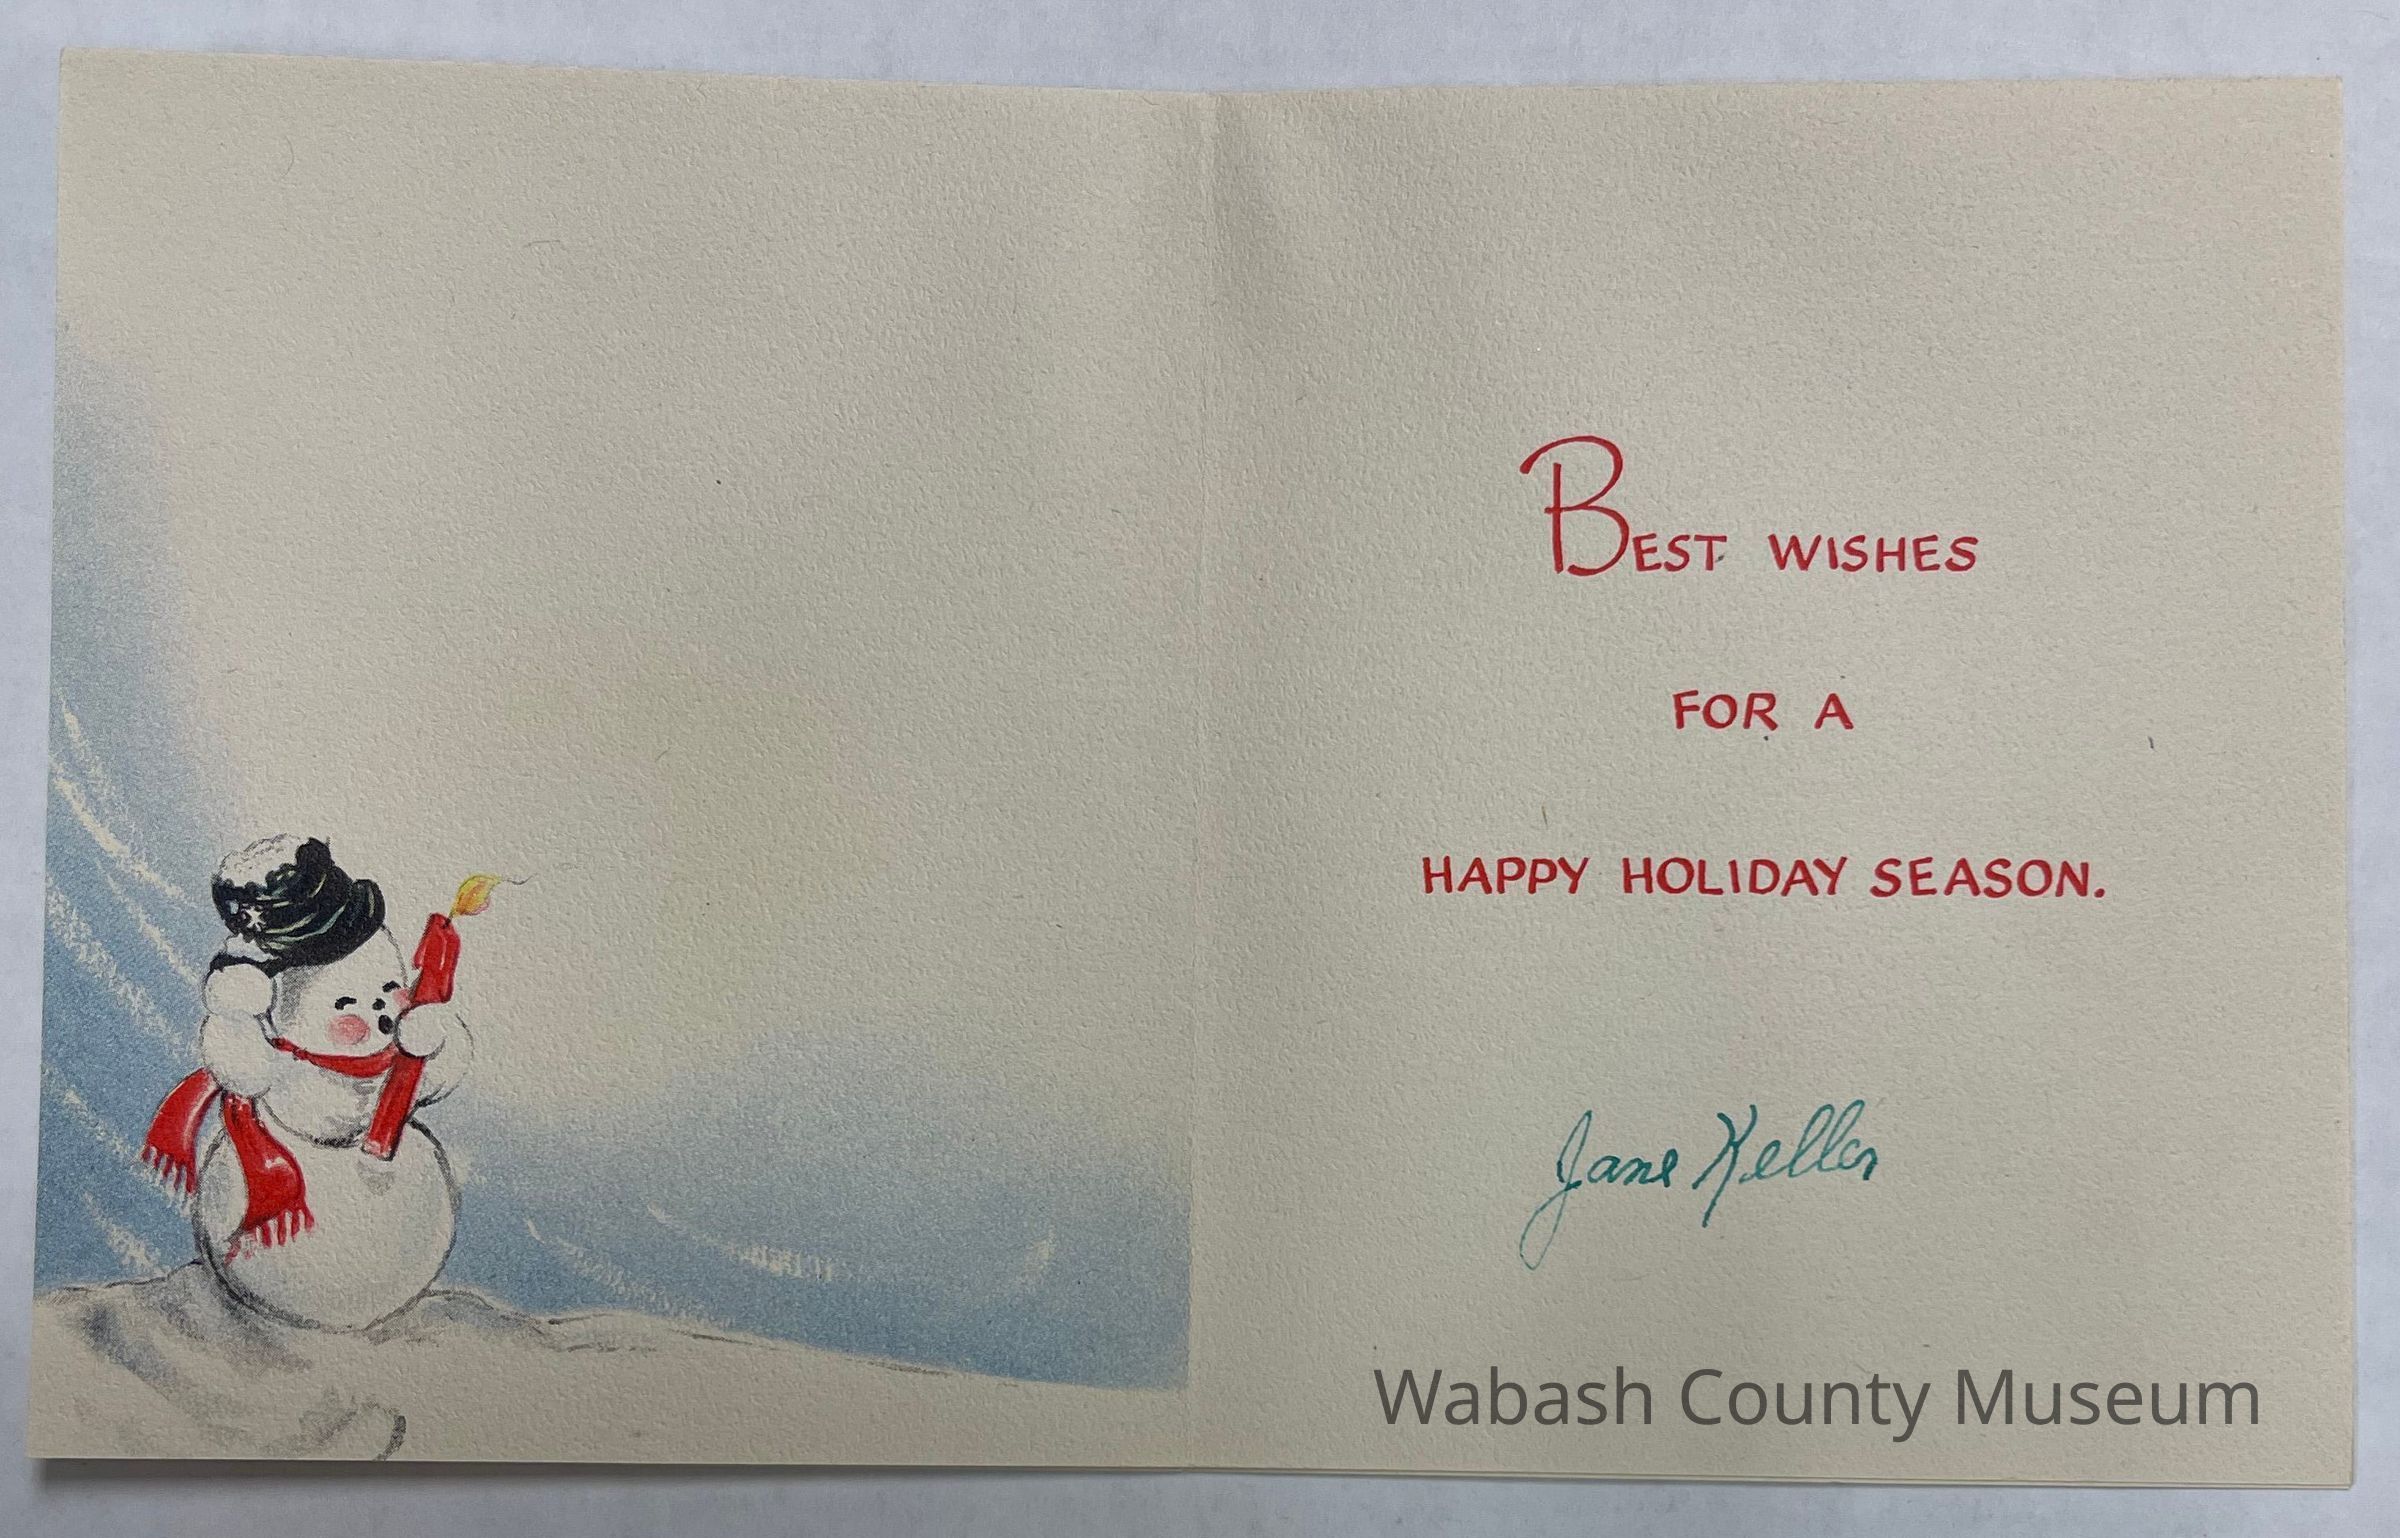 BEST WISHES
FOR A
HAPPY HOLIDAY SEASON.
Jane Keller
Wabash County Museum